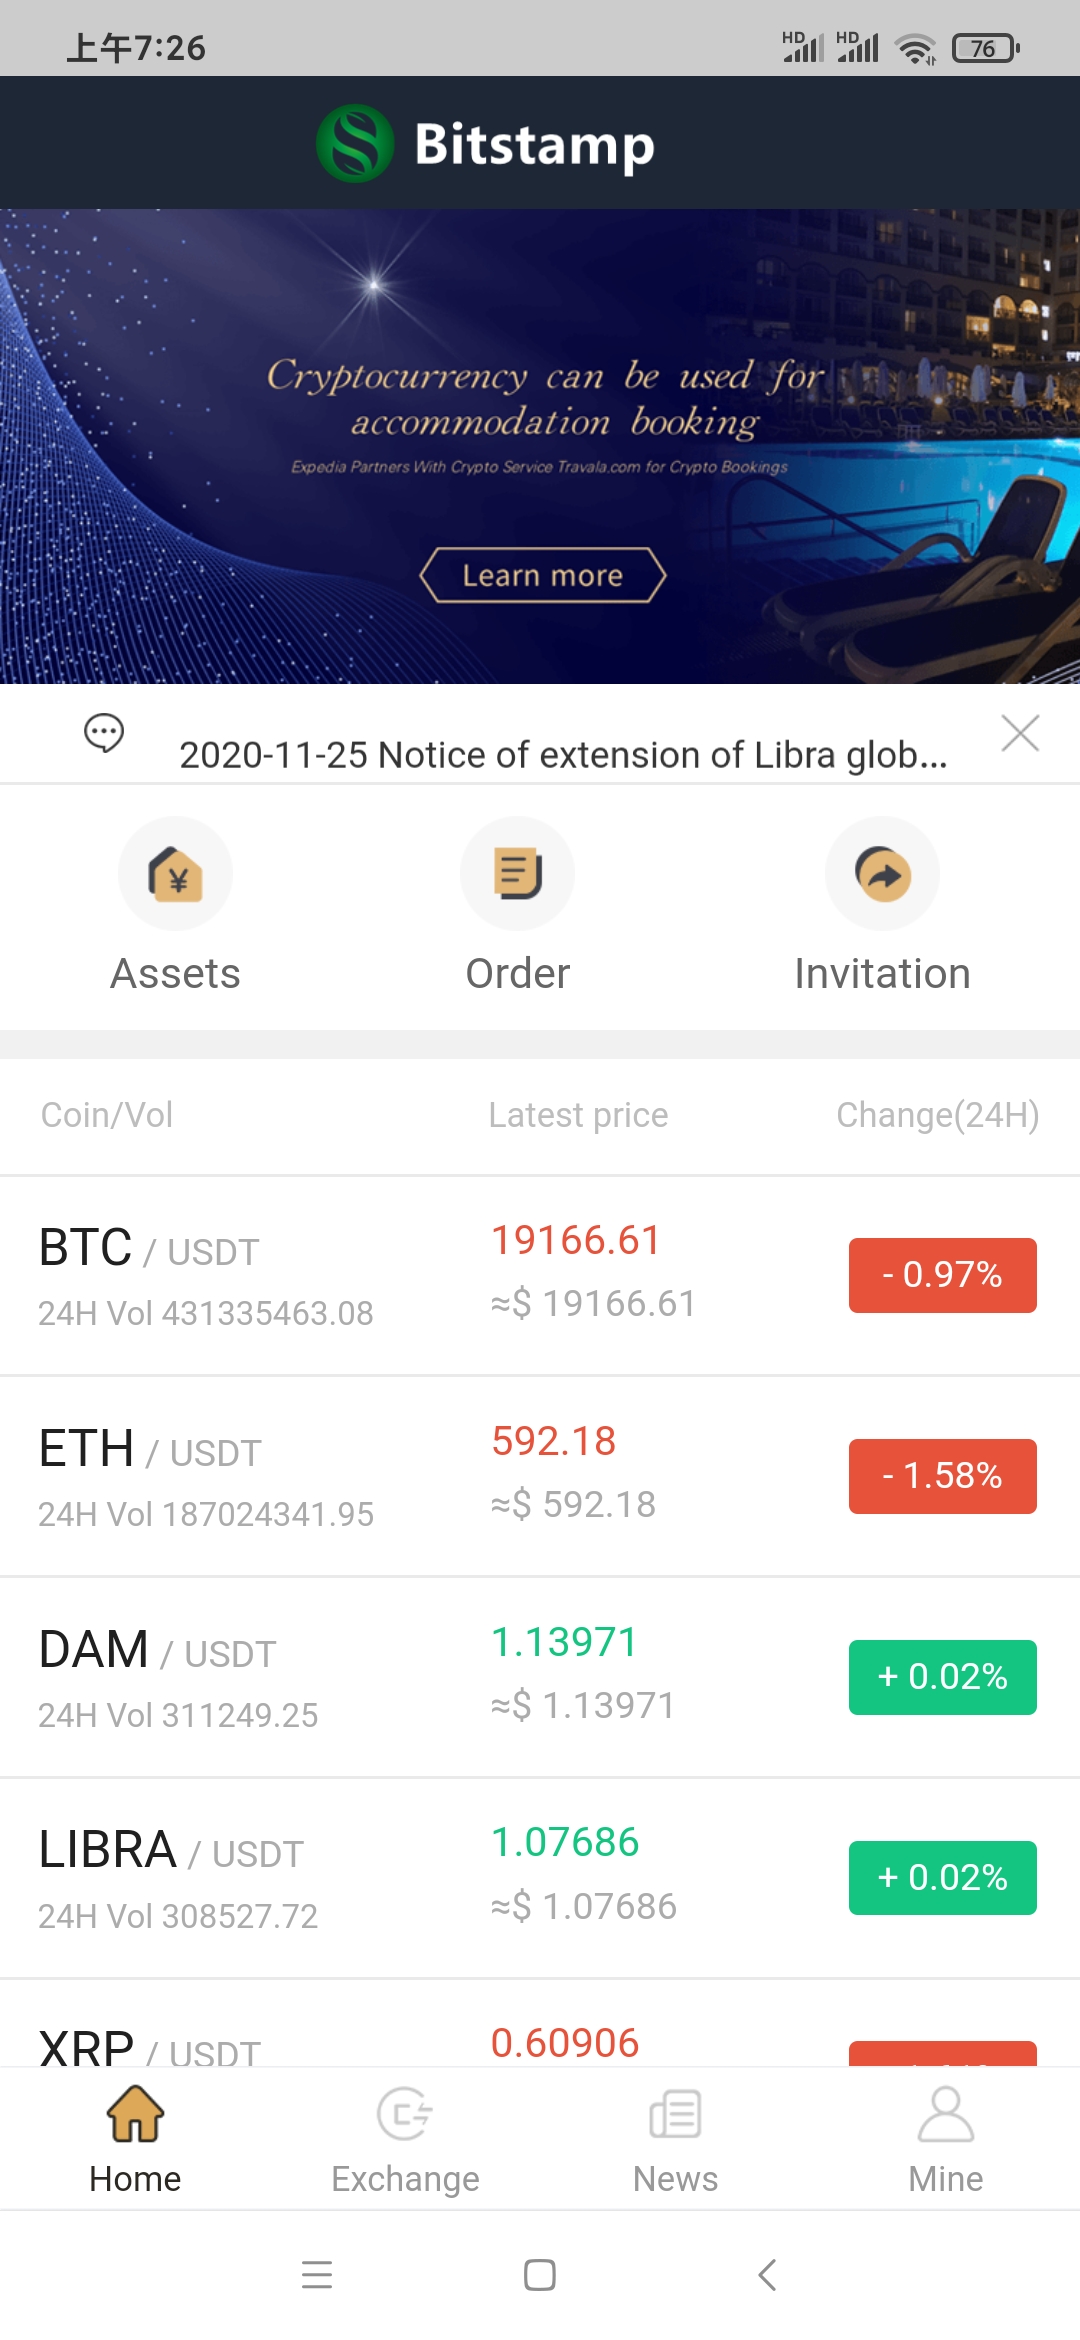 上午7:26
HD HD 76
Bitstamp
Cryptocurrency can be used for
accommodation booking
Expedia Partners With Crypto Service Travala.com for Crypto Bookings
Learn more
2020-11-25 Notice of extension of Libra glob...
Assets Order Invitation
Coin/Vol Latest price Change(24H)
BTC / USDT 19166.61 - 0.97%
24H Vol 431335463.08 ≈$ 19166.61
ETH / USDT 592.18 - 1.58%
24H Vol 187024341.95 ≈$ 592.18
DAM / USDT 1.13971 + 0.02%
24H Vol 311249.25 ≈$ 1.13971
LIBRA / USDT 1.07686 + 0.02%
24H Vol 308527.72 ≈$ 1.07686
XRP / USDT 0.60906
Home Exchange News Mine